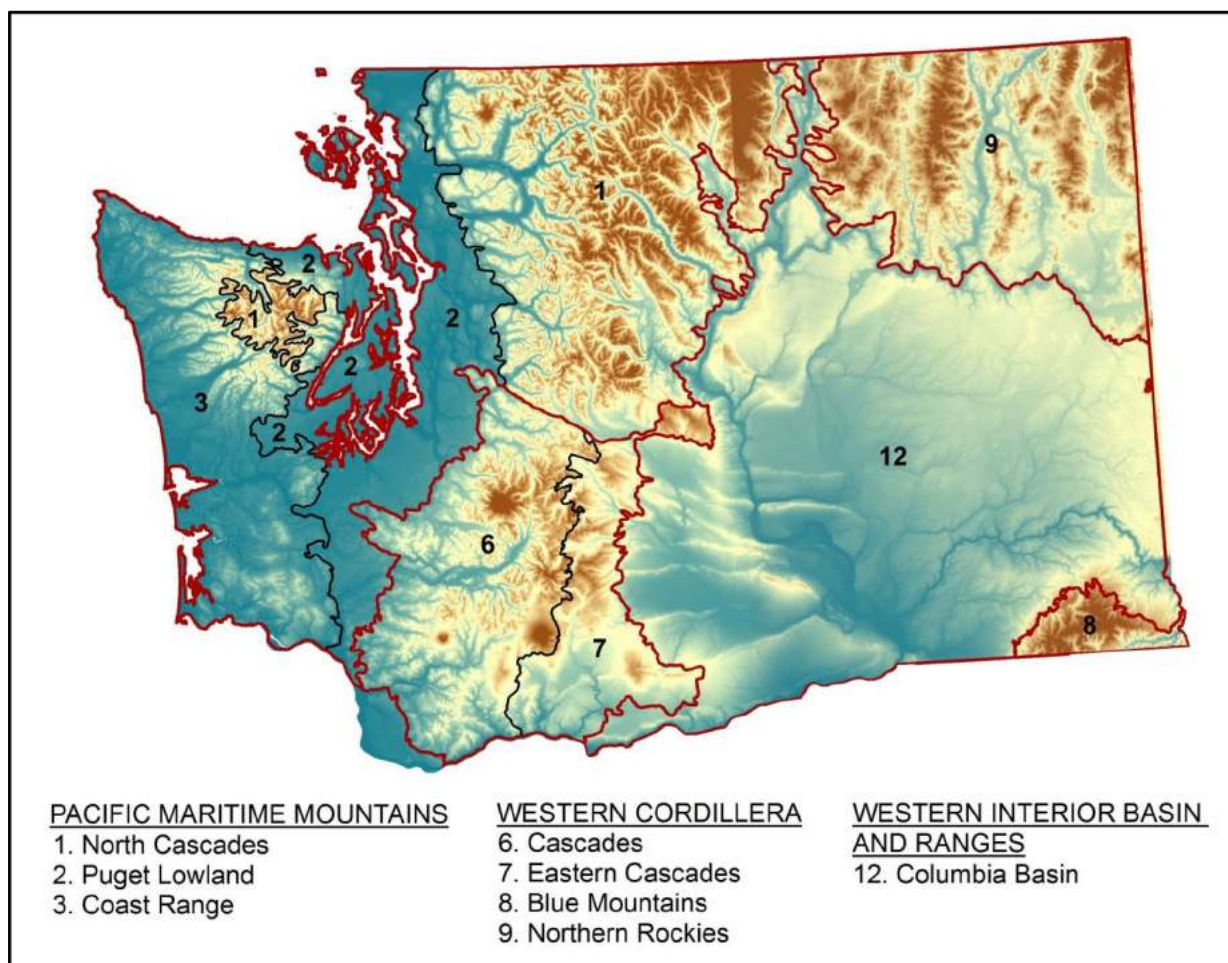 9
1
2
1
2
2
3
2
12
6
7
8
PACIFIC MARITIME MOUNTAINS
1. North Cascades
2. Puget Lowland
3. Coast Range
WESTERN CORDILLERA
6. Cascades
7. Eastern Cascades
8. Blue Mountains
9. Northern Rockies
WESTERN INTERIOR BASIN
AND RANGES
12. Columbia Basin